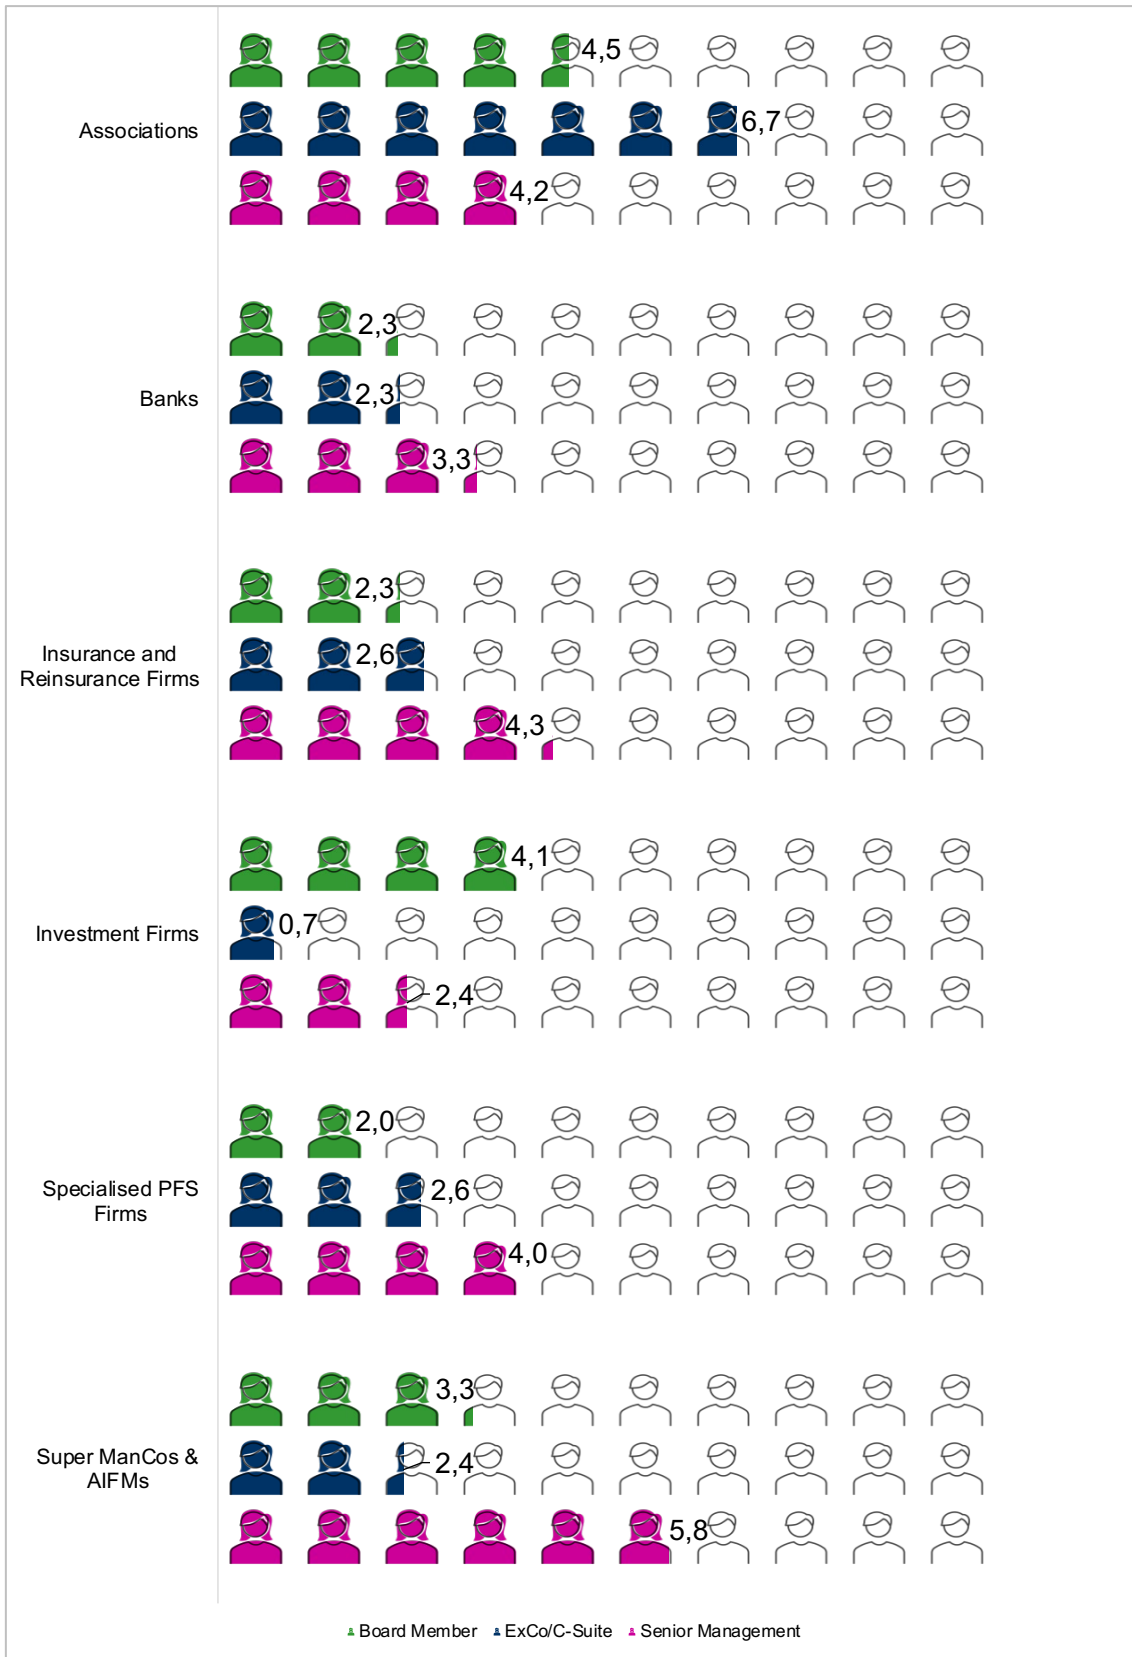 4,5
Associations
6,7
4,2
2,3
Banks
2,3
3,3
2,3
Insurance and
Reinsurance Firms
2,6
4,3
4,1
Investment Firms
0,7
2,4
2,0
Specialised PFS
Firms
2,6
4,0
3,3
Super ManCos &
AIFMs
2,4
5,8
Board Member ExCo/C-Suite Senior Management